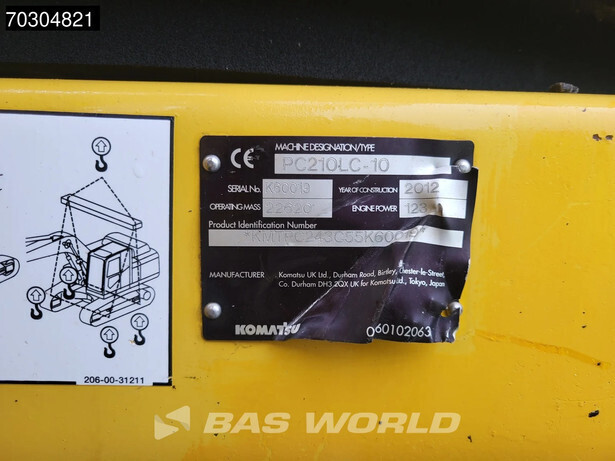 70304821
CE
MACHINE DESIGNATION/TYPE
PC210LC-10
SERIAL No. YEAR OF CONSTRUCTION 2012
OPERATING MASS ENGINE POWER
Product Identification Number
MANUFACTURER
Komatsu UK Ltd., Durham Road, Birtley, Chester-le-Street,
Co. Durham DH3 2QX UK for Komatsu Ltd., Tokyo, Japan
KOMATSU
060102063
206-00-31211
BAS WORLD